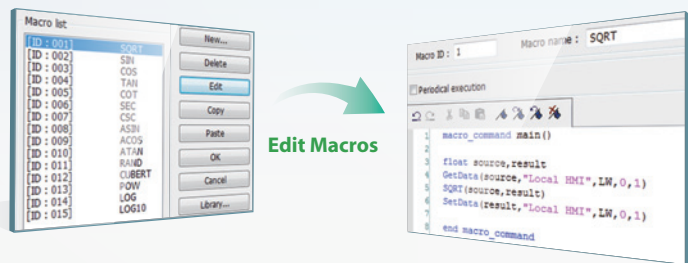 Macro list
[ID : 001] SQRT
[ID : 002] SIN
[ID : 003] COS
[ID : 004] TAN
[ID : 005] COT
[ID : 006] SEC
[ID : 007] CSC
[ID : 008] ASIN
[ID : 009] ACOS
[ID : 010] ATAN
[ID : 011] RAND
[ID : 012] CUBERT
[ID : 013] POW
[ID : 014] LOG
[ID : 015] LOG10
New...
Delete
Edit
Copy
Paste
OK
Cancel
Library...
Edit Macros
Macro ID : 1 Macro name : SQRT
Periodical execution
1 macro_command main()
2
3 float source,result
4 GetData(source,"Local HMI",LW,0,1)
5 SQRT(source,result)
6 SetData(result,"Local HMI",LW,0,1)
7
8 end macro_command